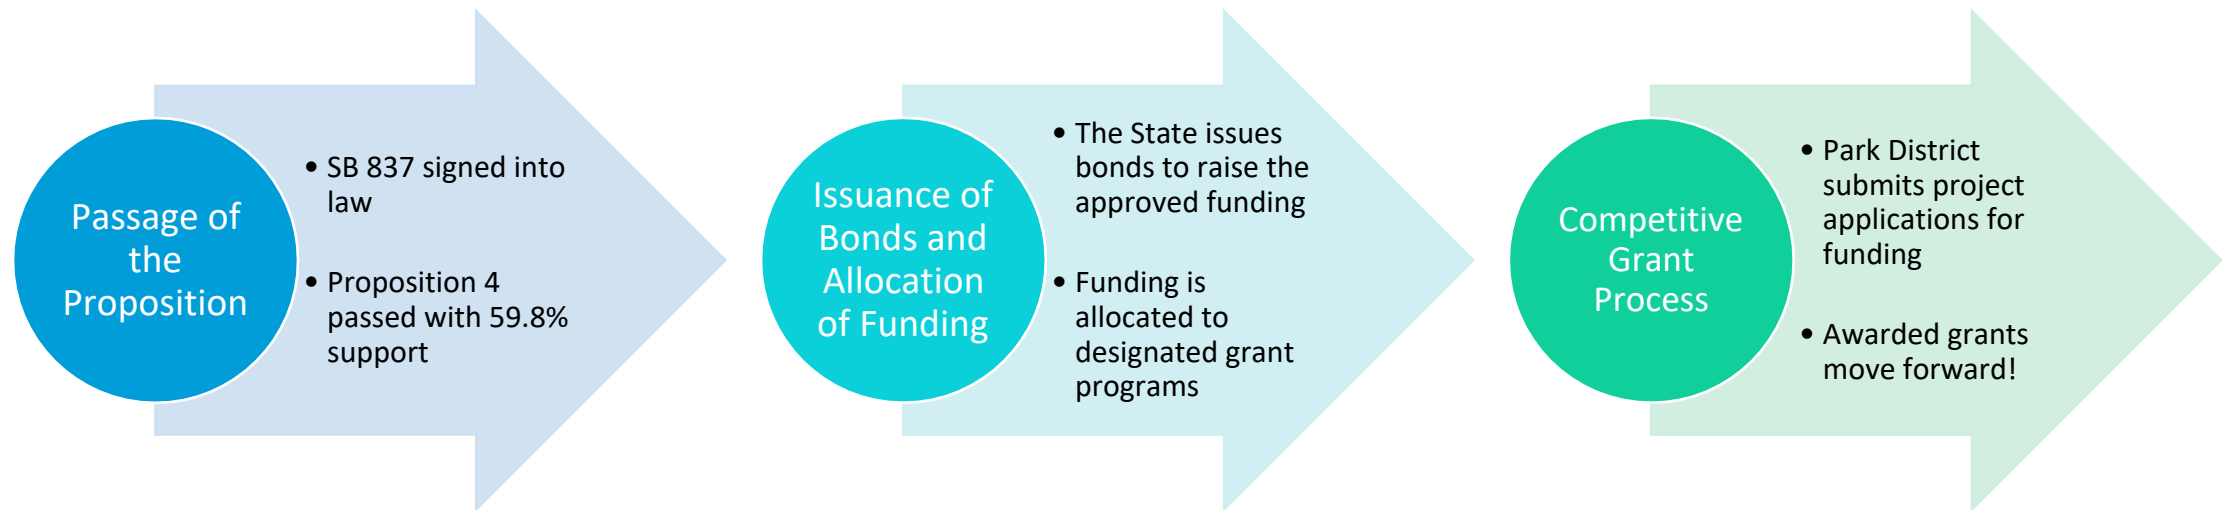 Passage of
the
Proposition
• SB 837 signed into
law
• Proposition 4
passed with 59.8%
support
Issuance of
Bonds and
Allocation
of Funding
• The State issues
bonds to raise the
approved funding
• Funding is
allocated to
designated grant
programs
Competitive
Grant
Process
• Park District
submits project
applications for
funding
• Awarded grants
move forward!